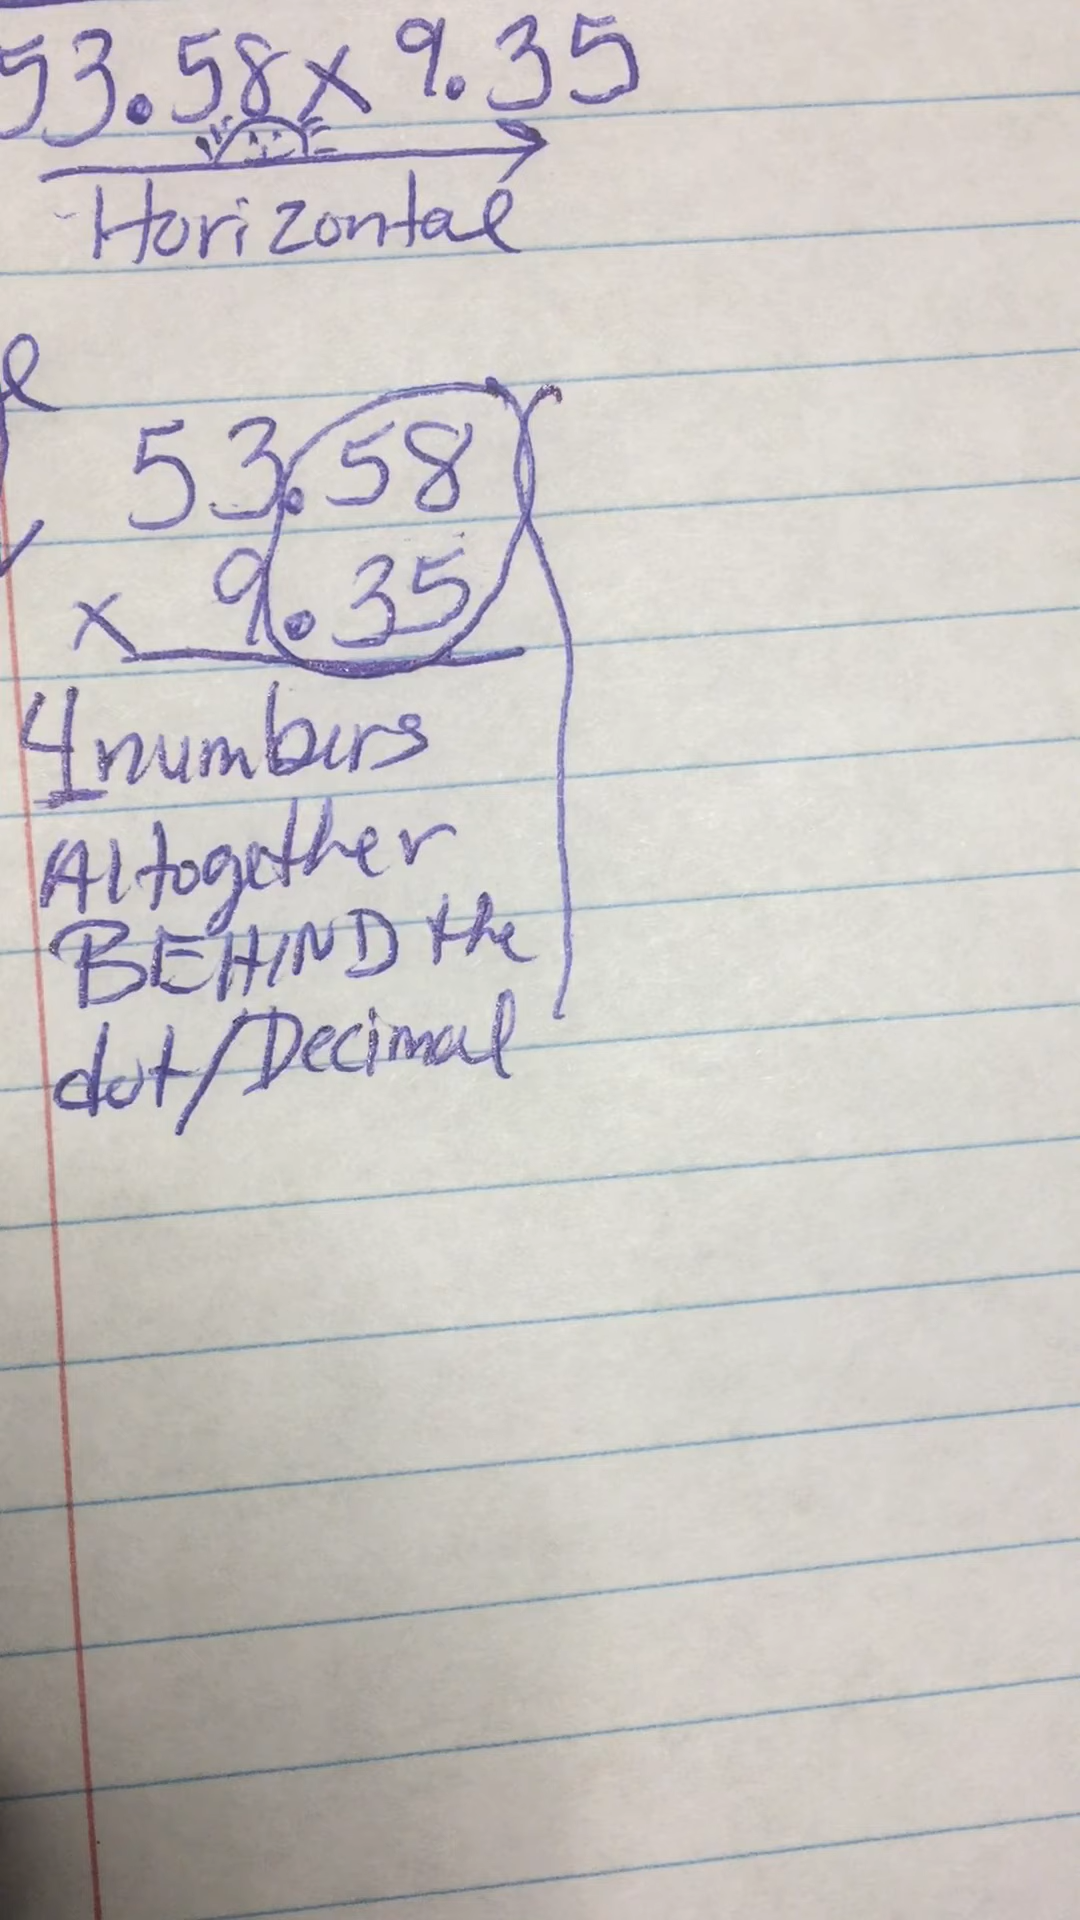 53.58 x 9.35
Horizontal
53.58
x 9.35
4 numbers
Altogether
BEHIND the
dot/Decimal